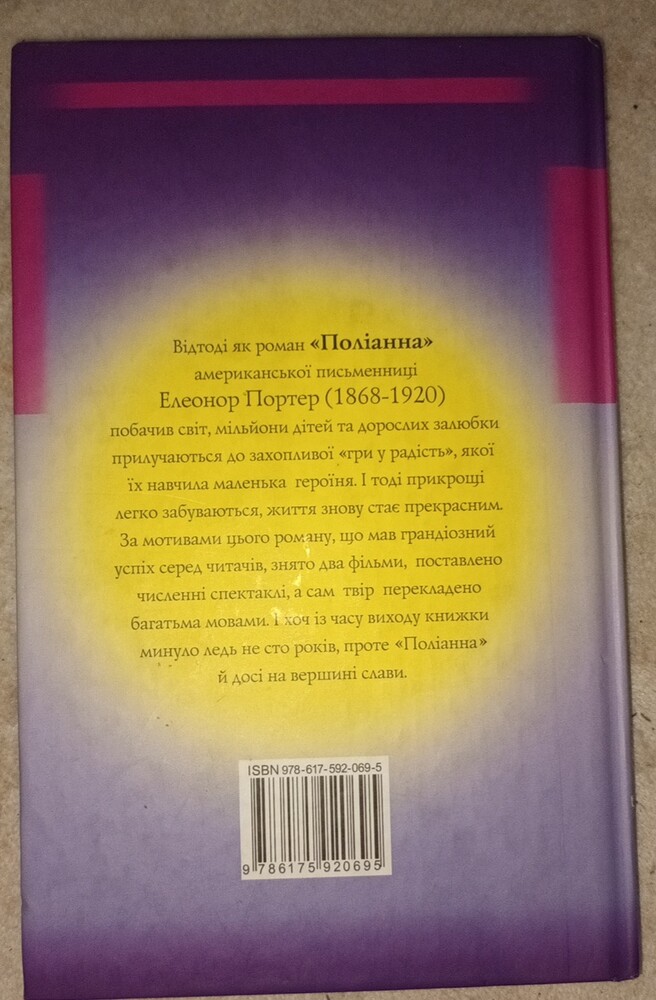 Відтоді як роман «Поліанна»
американської письменниці
Елеонор Портер (1868-1920)
побачив світ, мільйони дітей та дорослих залюбки
прилучаються до захопливої «гри у радість», якої
їх навчила маленька героїня. І тоді прикрощі
легко забуваються, життя знову стає прекрасним.
За мотивами цього роману, що мав грандіозний
успіх серед читачів, знято два фільми, поставлено
численні спектаклі, а сам твір перекладено
багатьма мовами. І хоч із часу виходу книжки
минуло ледь не сто років, проте «Поліанна»
й досі на вершині слави.
ISBN 978-617-592-069-5
9 786175 920695